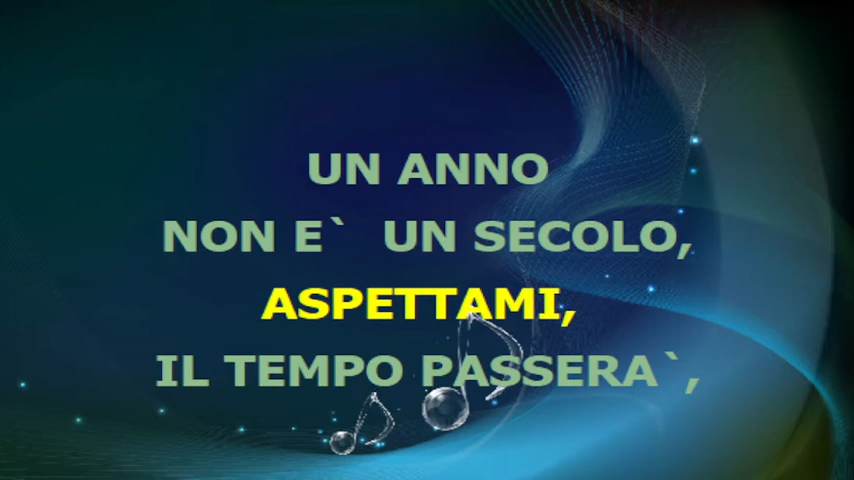 UN ANNO
NON E`  UN SECOLO,
ASPETTAMI,
IL TEMPO PASSERA`,